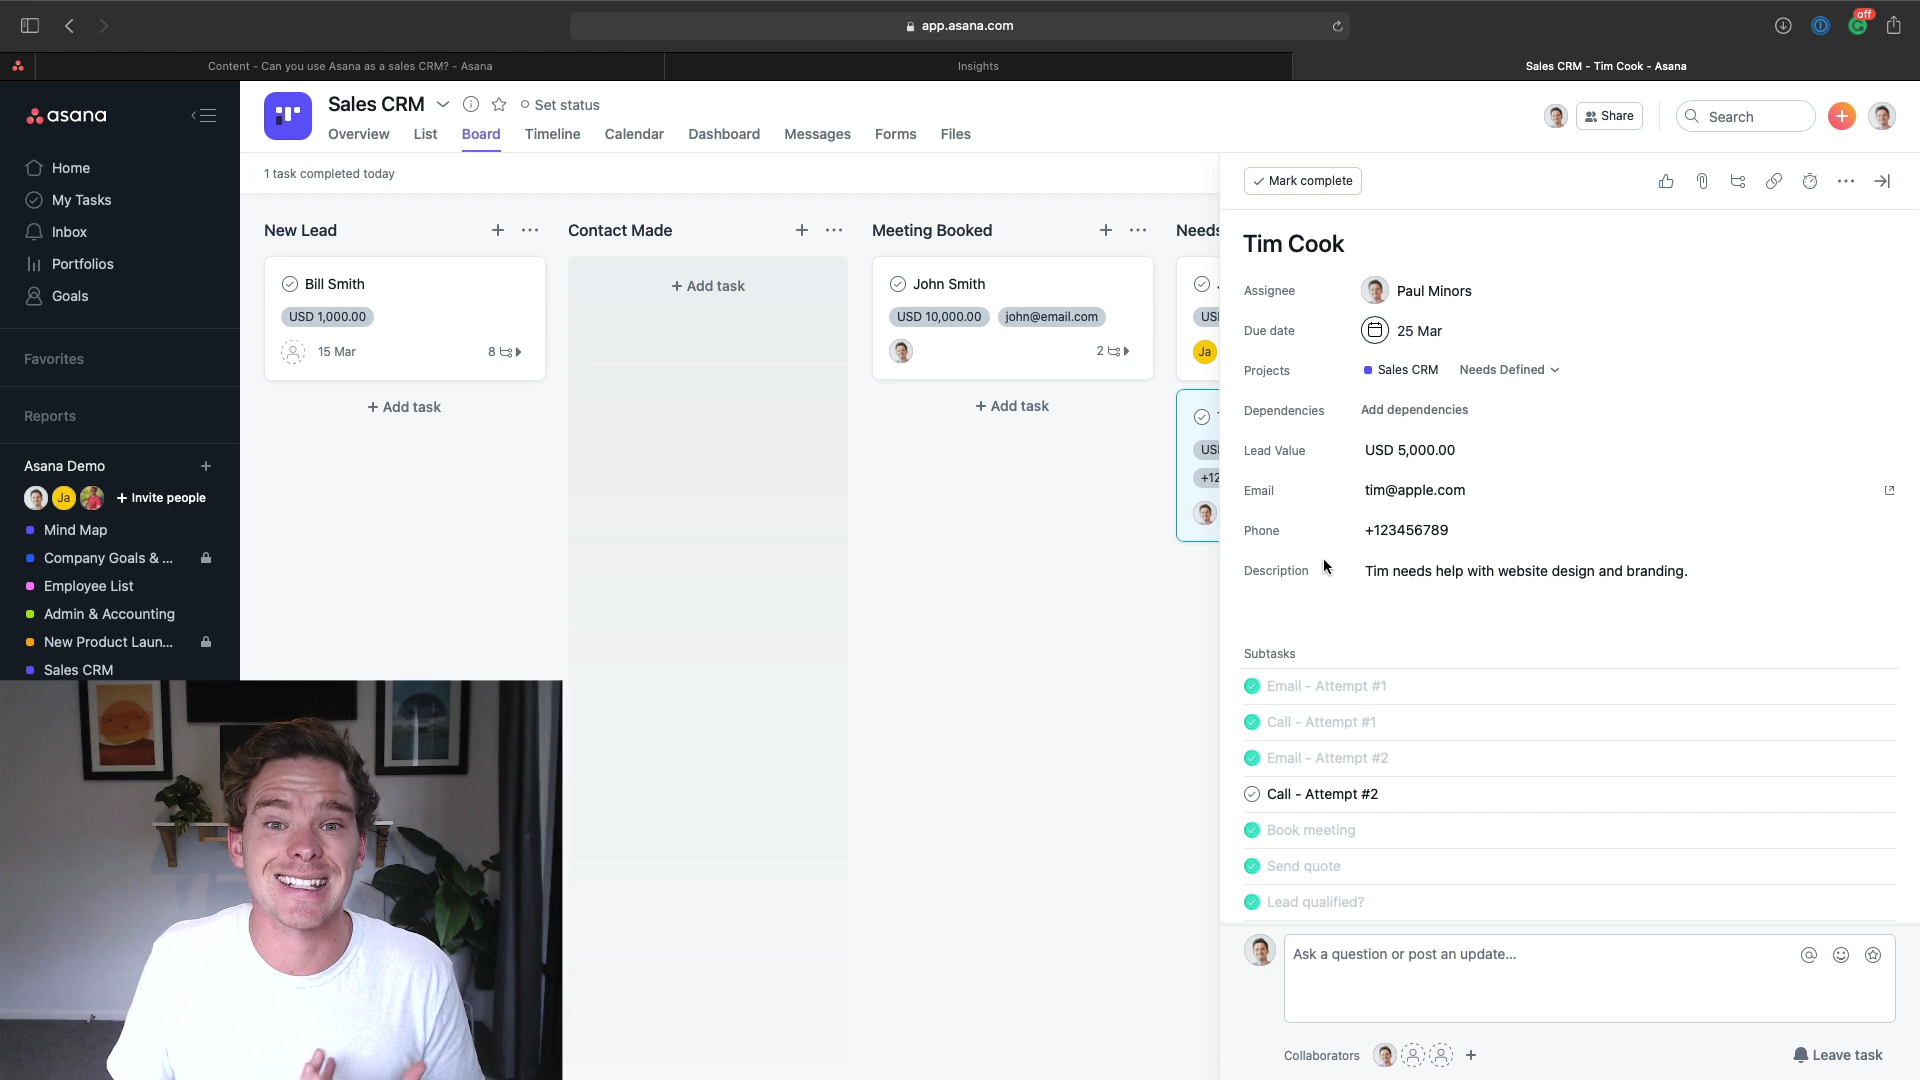 app.asana.com
off
Content - Can you use Asana as a sales CRM? - Asana
Insights
Sales CRM - Tim Cook - Asana
asana
Home
My Tasks
Inbox
Portfolios
Goals
Favorites
Reports
Asana Demo
Ja
Invite people
Mind Map
Company Goals & ...
Employee List
Admin & Accounting
New Product Laun...
Sales CRM
Sales CRM
Set status
Overview List Board Timeline Calendar Dashboard Messages Forms Files
Share
Search
1 task completed today
New Lead
Bill Smith
USD 1,000.00
15 Mar
8
+ Add task
Contact Made
+ Add task
Meeting Booked
John Smith
USD 10,000.00 john@email.com
2
+ Add task
Needs
Ja
+12
Mark complete
Tim Cook
Assignee Paul Minors
Due date 25 Mar
Projects Sales CRM Needs Defined
Dependencies Add dependencies
Lead Value USD 5,000.00
Email tim@apple.com
Phone +123456789
Description Tim needs help with website design and branding.
Subtasks
Email - Attempt #1
Call - Attempt #1
Email - Attempt #2
Call - Attempt #2
Book meeting
Send quote
Lead qualified?
Ask a question or post an update...
Collaborators
Leave task